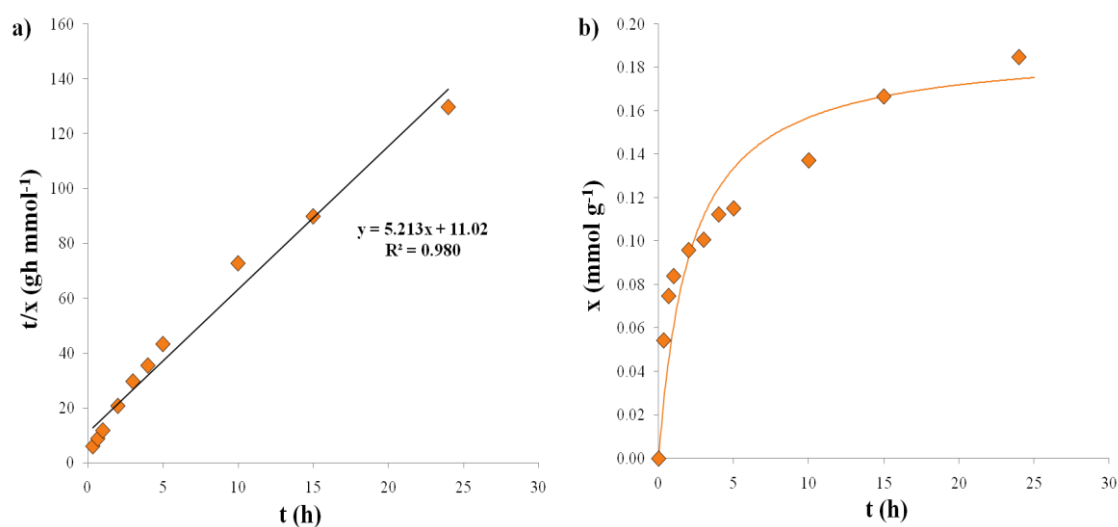 a)
t/x (gh mmol⁻¹)
160
140
120
100
80
60
40
20
0
y = 5.213x + 11.02
R² = 0.980
0 5 10 15 20 25 30
t (h)
b)
x (mmol g⁻¹)
0.20
0.18
0.16
0.14
0.12
0.10
0.08
0.06
0.04
0.02
0.00
0 5 10 15 20 25 30
t (h)